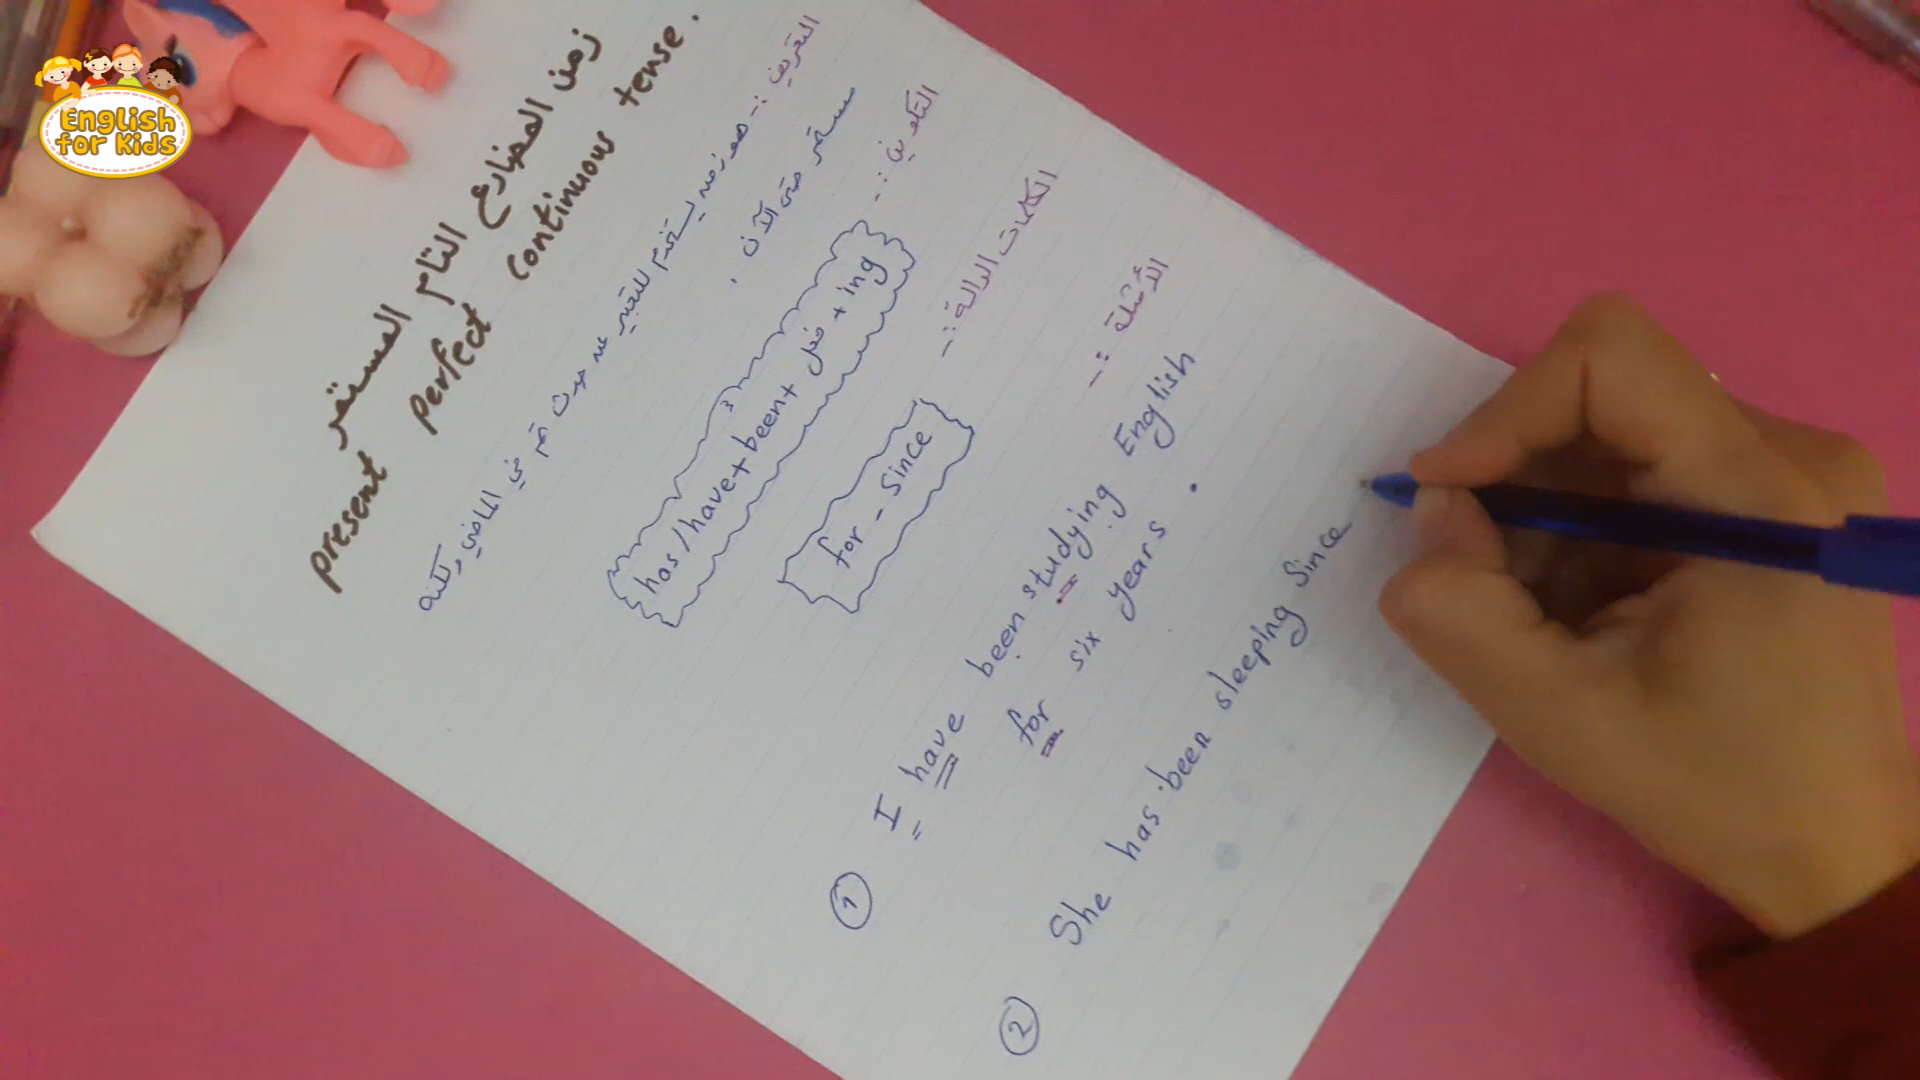 English
for Kids
زمن المضارع التام المستمر
present perfect continuous tense.
التعريف :- هو زمن يستخدم للتعبير عن حدث تم في الماضي ولكنه
مستمر حتى الآن .
التكوين :-
has/have+been+ فعل + ing
الكلمات الدالة :-
for - since
الأمثلة :-
① I have been studying English
for six years.
② She has been sleeping since